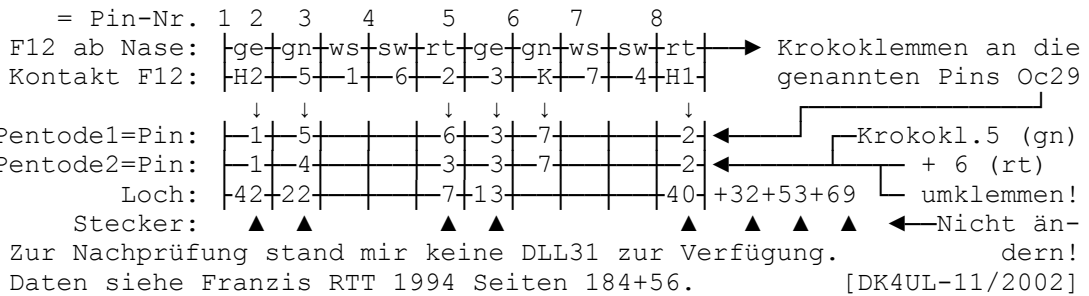 = Pin-Nr. 1 2 3 4 5 6 7 8
F12 ab Nase: ├ge┼gn┼ws┼sw┼rt┼ge┼gn┼ws┼sw┼rt┼──► Krokoklemmen an die
Kontakt F12: ├H2┼─5┼─1┼─6┼─2┼─3┼─K┼─7┼─4┼H1┤ genannten Pins Oc29
↓ ↓ ↓ ↓ ↓ ↓
Pentode1=Pin: ├─1┼─5┼──┼──┼─6┼─3┼─7┼──┼──┼─2┤◄ Krokokl.5 (gn)
Pentode2=Pin: ├─1┼─4┼──┼──┼─3┼─3┼─7┼──┼──┼─2┤◄ + 6 (rt)
Loch: ├42┼22┼──┼──┼─7┼13┼──┼──┼──┼40┤+32+53+69 umklemmen!
Stecker: ▲ ▲ ▲ ▲ ▲ ▲ ▲ ▲ ◄──Nicht än-
Zur Nachprüfung stand mir keine DLL31 zur Verfügung. dern!
Daten siehe Franzis RTT 1994 Seiten 184+56. [DK4UL-11/2002]